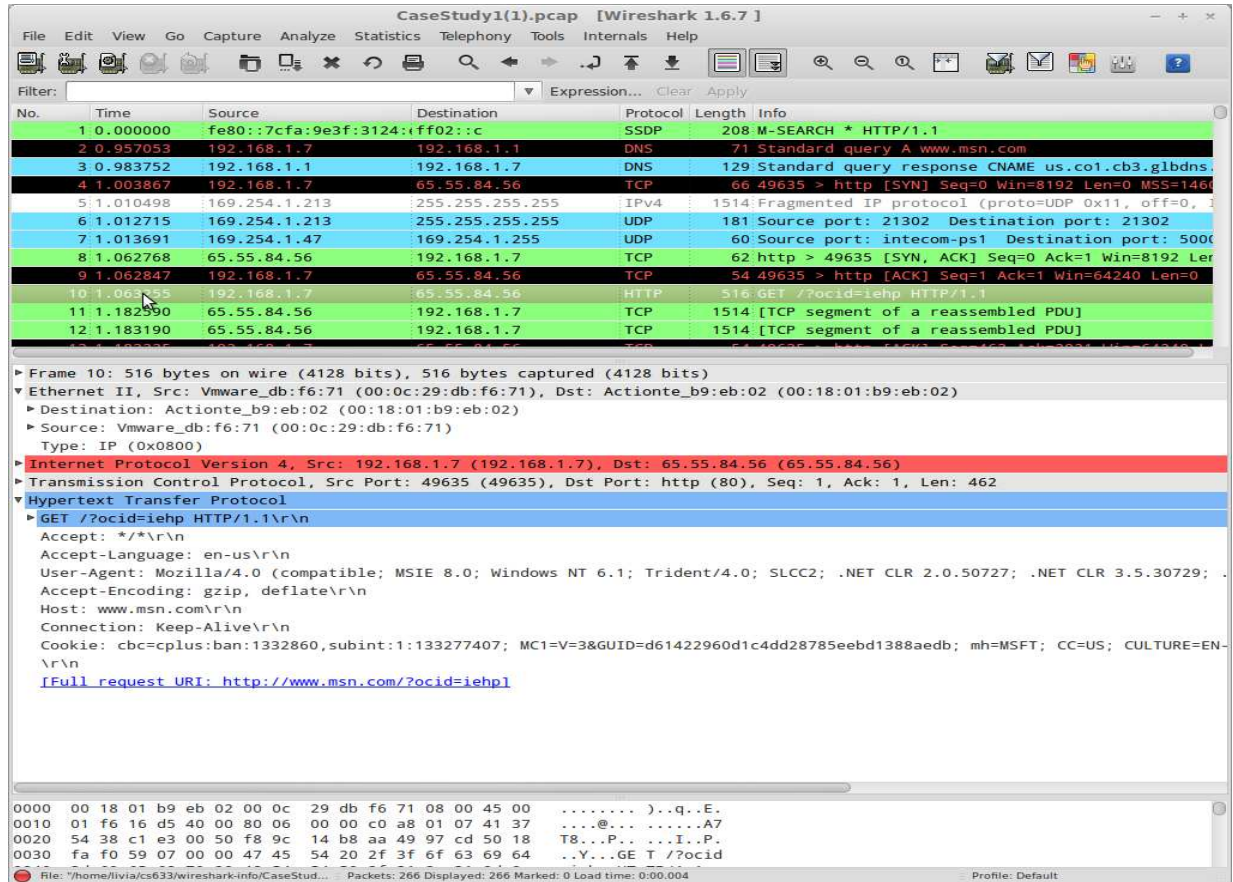 CaseStudy1(1).pcap [Wireshark 1.6.7 ]
File Edit View Go Capture Analyze Statistics Telephony Tools Internals Help
Filter: Expression... Clear Apply
No. Time Source Destination Protocol Length Info
1 0.000000 fe80::7cfa:9e3f:3124: ff02::c SSDP 208 M-SEARCH * HTTP/1.1
2 0.957053 192.168.1.7 192.168.1.1 DNS 71 Standard query A www.msn.com
3 0.983752 192.168.1.1 192.168.1.7 DNS 129 Standard query response CNAME us.co1.cb3.glbdns.
4 1.003867 192.168.1.7 65.55.84.56 TCP 66 49635 > http [SYN] Seq=0 Win=8192 Len=0 MSS=1460
5 1.010498 169.254.1.213 255.255.255.255 IPv4 1514 Fragmented IP protocol (proto=UDP 0x11, off=0,
6 1.012715 169.254.1.213 255.255.255.255 UDP 181 Source port: 21302 Destination port: 21302
7 1.013691 169.254.1.47 169.254.1.255 UDP 60 Source port: intecom-ps1 Destination port: 5000
8 1.062768 65.55.84.56 192.168.1.7 TCP 62 http > 49635 [SYN, ACK] Seq=0 Ack=1 Win=8192 Ler
9 1.062847 192.168.1.7 65.55.84.56 TCP 54 49635 > http [ACK] Seq=1 Ack=1 Win=64240 Len=0
10 192.168.1.7 65.55.84.56 HTTP 516 GET /?ocid=iehp HTTP/1.1
11 1.182590 65.55.84.56 192.168.1.7 TCP 1514 [TCP segment of a reassembled PDU]
12 1.183190 65.55.84.56 192.168.1.7 TCP 1514 [TCP segment of a reassembled PDU]
Frame 10: 516 bytes on wire (4128 bits), 516 bytes captured (4128 bits)
Ethernet II, Src: Vmware_db:f6:71 (00:0c:29:db:f6:71), Dst: Actionte_b9:eb:02 (00:18:01:b9:eb:02)
Destination: Actionte_b9:eb:02 (00:18:01:b9:eb:02)
Source: Vmware_db:f6:71 (00:0c:29:db:f6:71)
Type: IP (0x0800)
Internet Protocol Version 4, Src: 192.168.1.7 (192.168.1.7), Dst: 65.55.84.56 (65.55.84.56)
Transmission Control Protocol, Src Port: 49635 (49635), Dst Port: http (80), Seq: 1, Ack: 1, Len: 462
Hypertext Transfer Protocol
GET /?ocid=iehp HTTP/1.1\r\n
Accept: */*\r\n
Accept-Language: en-us\r\n
User-Agent: Mozilla/4.0 (compatible; MSIE 8.0; Windows NT 6.1; Trident/4.0; SLCC2; .NET CLR 2.0.50727; .NET CLR 3.5.30729; .
Accept-Encoding: gzip, deflate\r\n
Host: www.msn.com\r\n
Connection: Keep-Alive\r\n
Cookie: cbc=cplus:ban:1332860,subint:1:133277407; MC1=V=3&GUID=d61422960d1c4dd28785eebd1388aedb; mh=MSFT; CC=US; CULTURE=EN-
\r\n
[Full request URI: http://www.msn.com/?ocid=iehp]
0000 00 18 01 b9 eb 02 00 0c 29 db f6 71 08 00 45 00 ........ )..q..E.
0010 01 f6 16 d5 40 00 80 06 00 00 c0 a8 01 07 41 37 ....@... ......A7
0020 54 38 c1 e3 00 50 f8 9c 14 b8 aa 49 97 cd 50 18 T8...P.. ...I..P.
0030 fa f0 59 07 00 00 47 45 54 20 2f 3f 6f 63 69 64 ..Y...GE T /?ocid
File: "/home/livia/cs633/wireshark-info/CaseStud... Packets: 266 Displayed: 266 Marked: 0 Load time: 0:00.004 Profile: Default